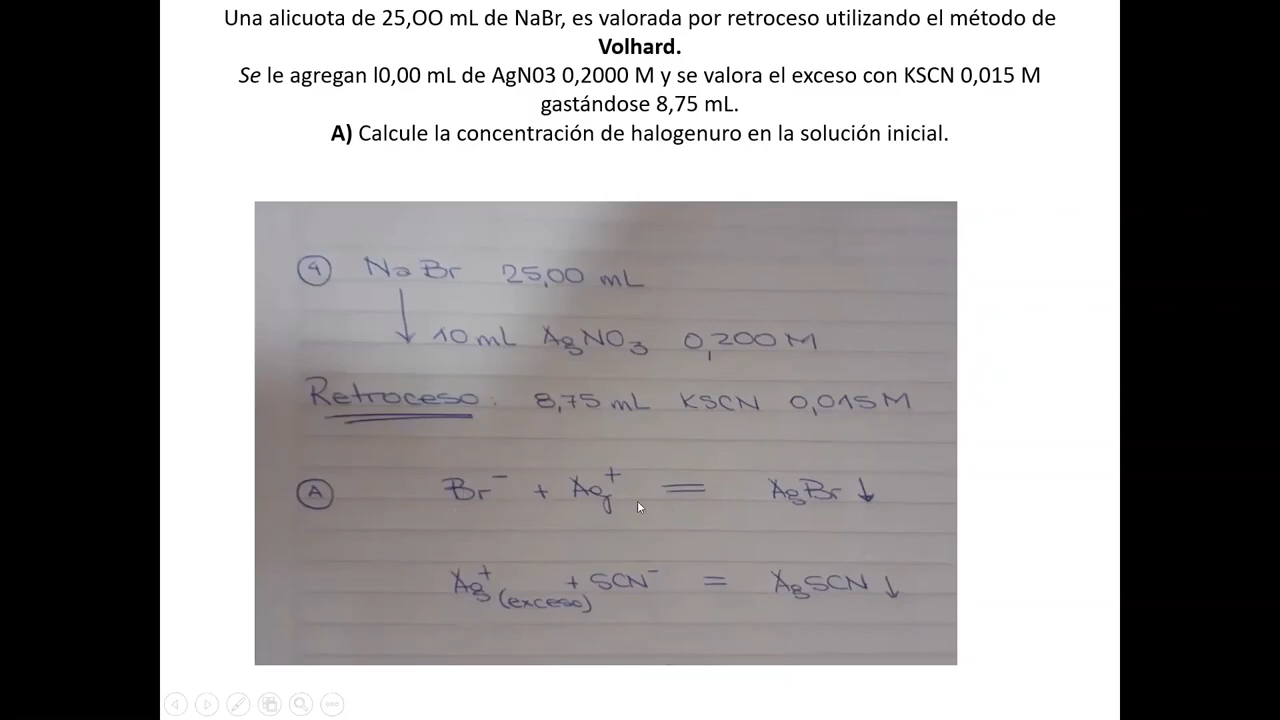 Una alicuota de 25,OO mL de NaBr, es valorada por retroceso utilizando el método de
Volhard.
Se le agregan l0,00 mL de AgN03 0,2000 M y se valora el exceso con KSCN 0,015 M
gastándose 8,75 mL.
A) Calcule la concentración de halogenuro en la solución inicial.
4 NaBr 25,00 mL
↓ 10 mL AgNO3 0,200 M
Retroceso: 8,75 mL KSCN 0,015 M
A Br⁻ + Ag⁺ = AgBr ↓
Ag⁺ (exceso) + SCN⁻ = AgSCN ↓